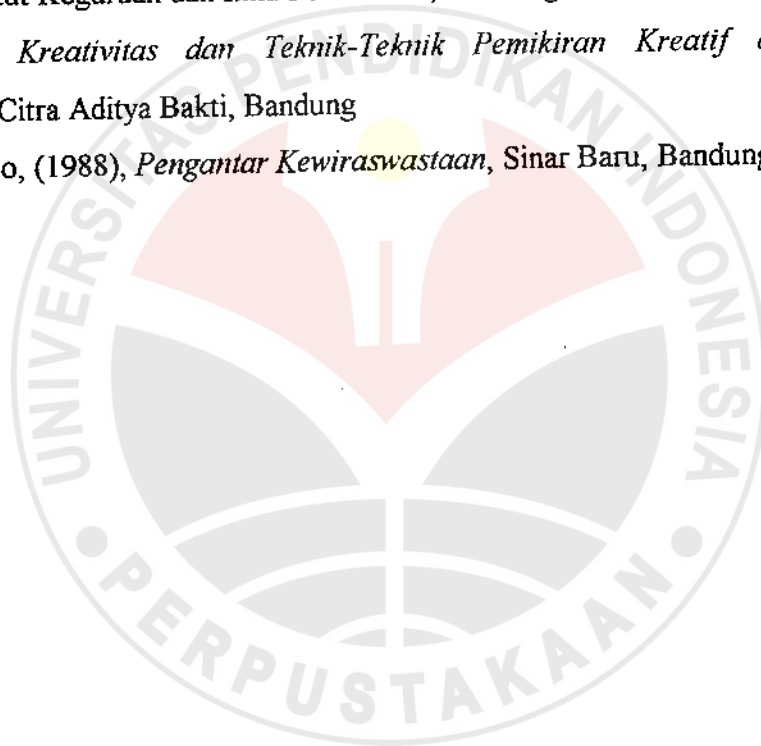 Kreativitas dan Teknik-Teknik Pemikiran Kreatif
Citra Aditya Bakti, Bandung
o, (1988), Pengantar Kewiraswastaan, Sinar Baru, Bandung
UNIVERSITAS PENDIDIKAN INDONESIA
PERPUSTAKAAN